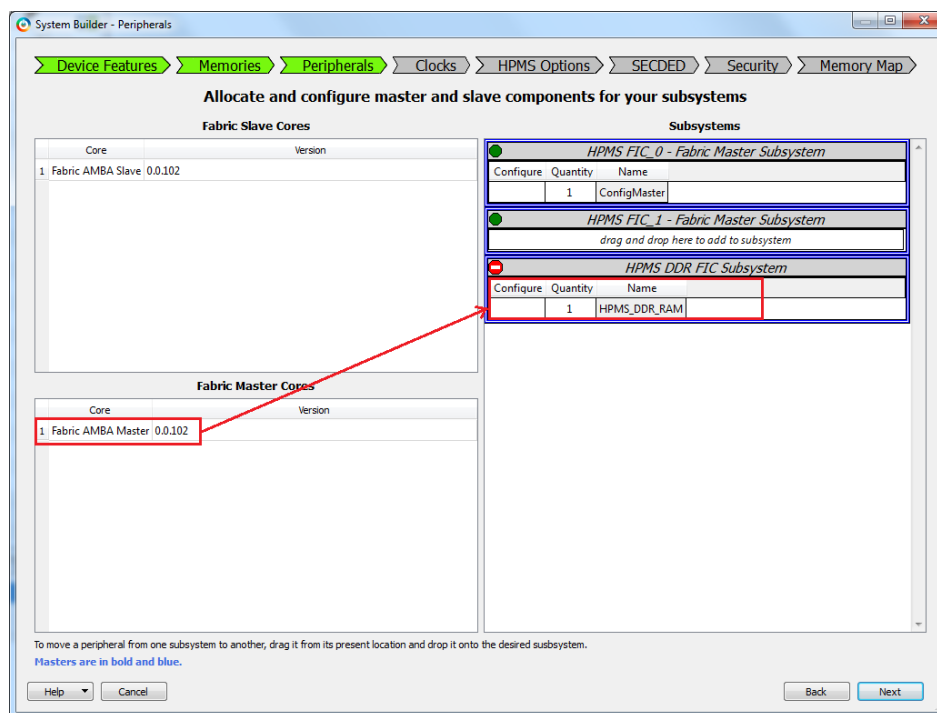 System Builder - Peripherals
Device Features Memories Peripherals Clocks HPMS Options SECDED Security Memory Map
Allocate and configure master and slave components for your subsystems
Fabric Slave Cores
Core Version
1 Fabric AMBA Slave 0.0.102
Fabric Master Cores
Core Version
1 Fabric AMBA Master 0.0.102
Subsystems
HPMS FIC_0 - Fabric Master Subsystem
Configure Quantity Name
1 ConfigMaster
HPMS FIC_1 - Fabric Master Subsystem
drag and drop here to add to subsystem
HPMS DDR FIC Subsystem
Configure Quantity Name
1 HPMS_DDR_RAM
To move a peripheral from one subsystem to another, drag it from its present location and drop it onto the desired susbsystem.
Masters are in bold and blue.
Help Cancel Back Next